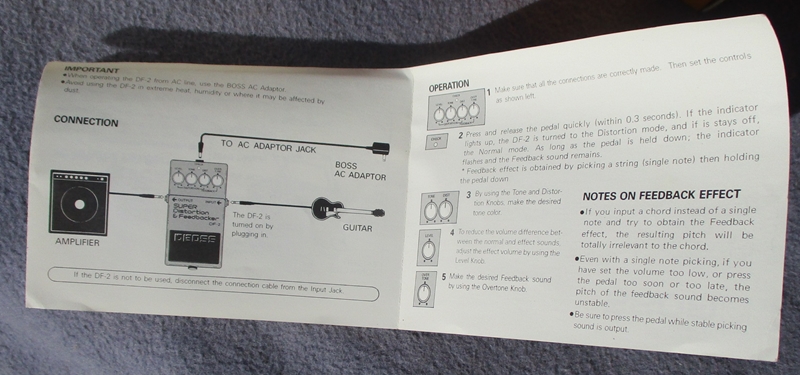 IMPORTANT
●When operating the DF-2 from AC line, use the BOSS AC Adaptor.
●Avoid using the DF-2 in extreme heat, humidity or where it may be affected by
dust.
CONNECTION
TO AC ADAPTOR JACK
BOSS
AC ADAPTOR
OUTPUT
INPUT
SUPER
Distortion
& Feedbacker
DF-2
BOSS
The DF-2 is
turned on by
plugging in.
AMPLIFIER
GUITAR
If the DF-2 is not to be used, disconnect the connection cable from the Input Jack.
OPERATION
1 Make sure that all the connections are correctly made. Then set the controls
as shown left.
2 Press and release the pedal quickly (within 0.3 seconds). If the indicator
lights up, the DF-2 is turned to the Distortion mode, and if is stays off,
the Normal mode. As long as the pedal is held down; the indicator
flashes and the Feedback sound remains.
* Feedback effect is obtained by picking a string (single note) then holding
the pedal down.
3 By using the Tone and Distor-
tion Knobs, make the desired
tone color.
LEVEL
4 To reduce the volume difference bet-
ween the normal and effect sounds,
adjust the effect volume by using the
Level Knob.
OVER
TONE
5 Make the desired Feedback sound
by using the Overtone Knob.
NOTES ON FEEDBACK EFFECT
●If you input a chord instead of a single
note and try to obtain the Feedback
effect, the resulting pitch will be
totally irrelevant to the chord.
●Even with a single note picking, if you
have set the volume too low, or press
the pedal too soon or too late, the
pitch of the feedback sound becomes
unstable.
●Be sure to press the pedal while stable picking
sound is output.